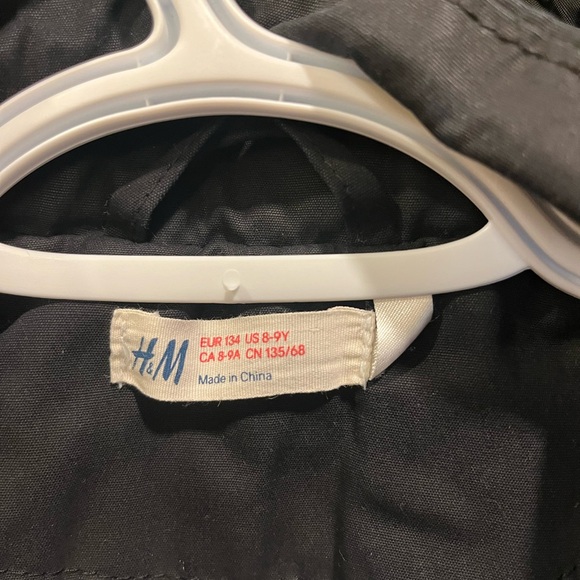 H&M
EUR 134 US 8-9Y
CA 8-9A CN 135/68
Made in China